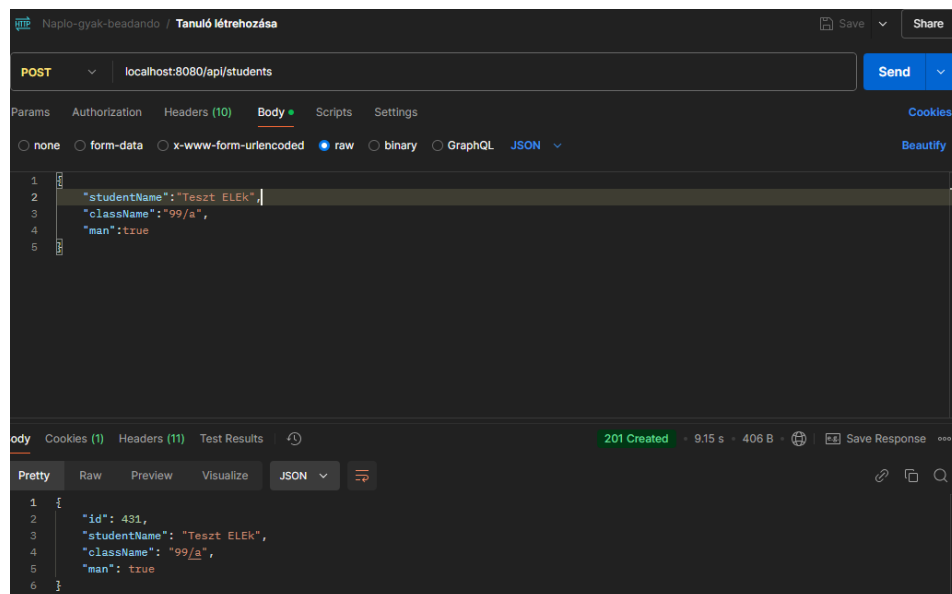 HTTP Naplo-gyak-beadando / Tanuló létrehozása Save Share
POST localhost:8080/api/students Send
Params Authorization Headers (10) Body Scripts Settings Cookies
none form-data x-www-form-urlencoded raw binary GraphQL JSON Beautify
1 {
2 "studentName":"Teszt ELEk",
3 "className":"99/a",
4 "man":true
5 }
ody Cookies (1) Headers (11) Test Results 201 Created 9.15 s 406 B e.g. Save Response
Pretty Raw Preview Visualize JSON
1 {
2 "id": 431,
3 "studentName": "Teszt ELEk",
4 "className": "99/a",
5 "man": true
6 }